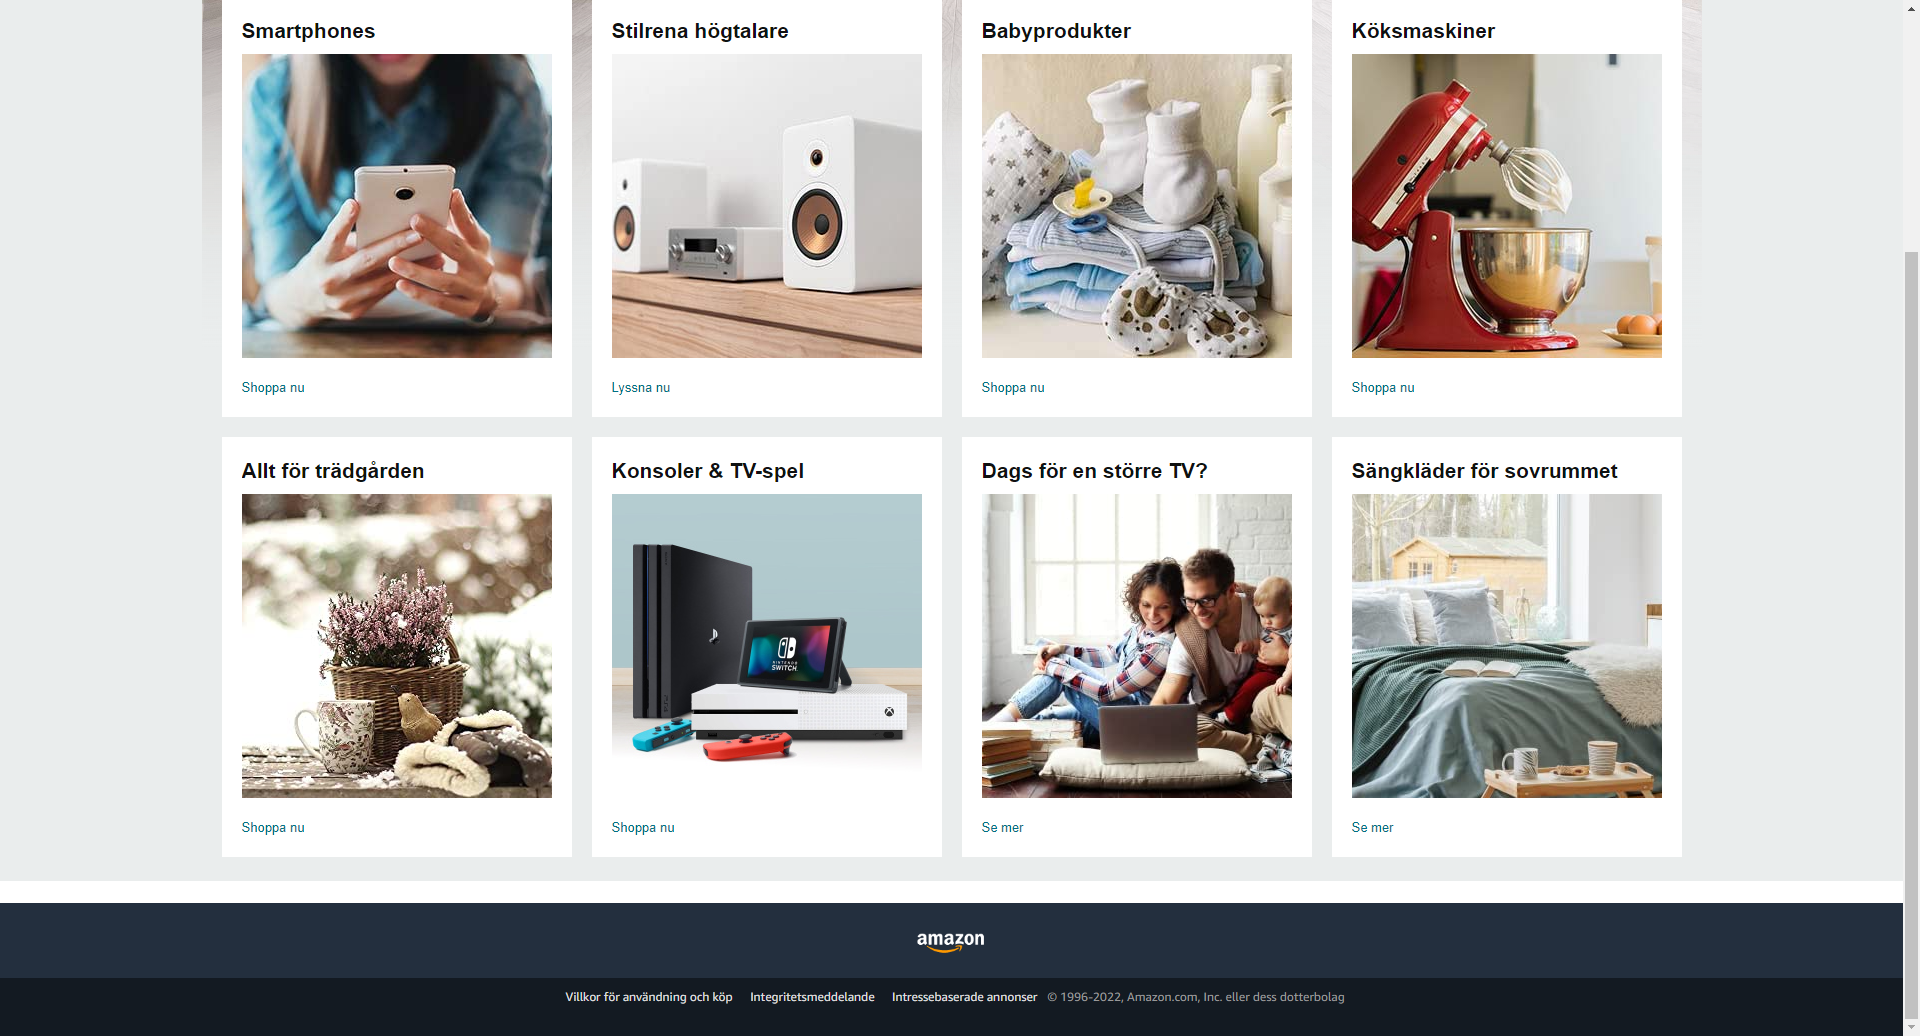 Smartphones
Stilrena högtalare
Babyprodukter
Köksmaskiner
Shoppa nu
Lyssna nu
Shoppa nu
Shoppa nu
Allt för trädgården
Konsoler & TV-spel
Dags för en större TV?
Sängkläder för sovrummet
NINTENDO
SWITCH
Shoppa nu
Shoppa nu
Se mer
Se mer
amazon
Villkor för användning och köp Integritetsmeddelande Intressebaserade annonser © 1996-2022, Amazon.com, Inc. eller dess dotterbolag